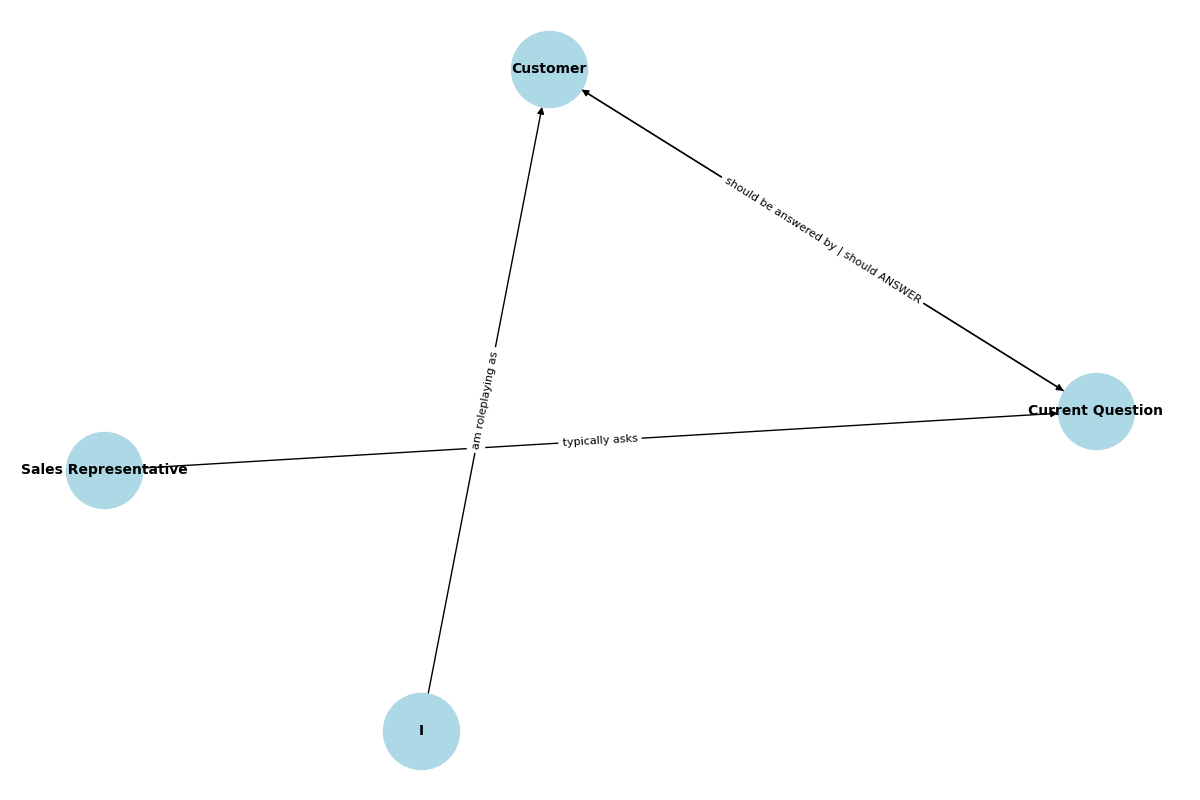 Customer
should be answered by / should ANSWER
am roleplaying as
Current Question
typically asks
Sales Representative
I